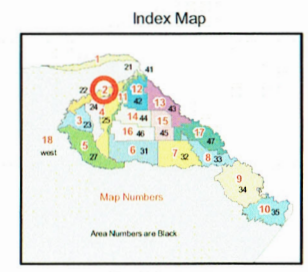 Index Map
1
21 41
22 2 12 13
11 42 43
24
3 23 4 25 14 44 15
18 16 46 45 17
west 5 27 6 31 7 32 47
8 33
9
34
10 35
Map Numbers
Area Numbers are Black